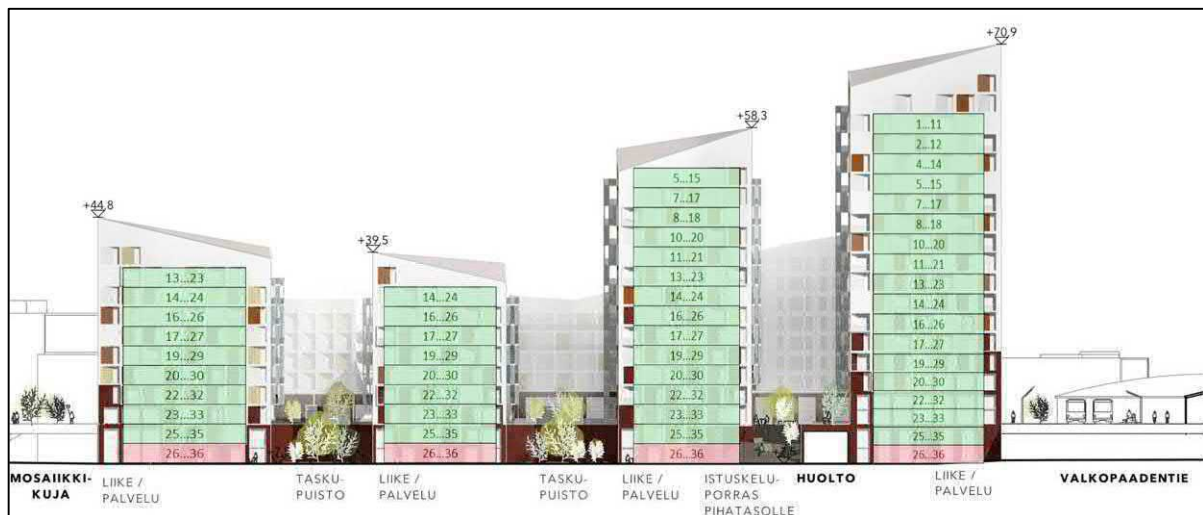 +70,9
+58,3
+44,8
+39,5
13...23
14...24
16...26
17...27
19...29
20...30
22...32
23...33
25...35
26...36
14...24
16...26
17...27
19...29
20...30
22...32
23...33
25...35
26...36
5...15
7...17
8...18
10...20
11...21
13...23
14...24
16...26
17...27
19...29
20...30
22...32
23...33
25...35
26...36
1...11
2...12
4...14
5...15
7...17
8...18
10...20
11...21
13...23
14...24
16...26
17...27
19...29
20...30
22...32
23...33
25...35
26...36
MOSAIIKKI-
KUJA
LIIKE /
PALVELU
TASKU-
PUISTO
LIIKE /
PALVELU
TASKU-
PUISTO
LIIKE /
PALVELU
ISTUSKELU-
PORRAS
PIHATASOLLE
HUOLTO
LIIKE /
PALVELU
VALKOPAADENTIE